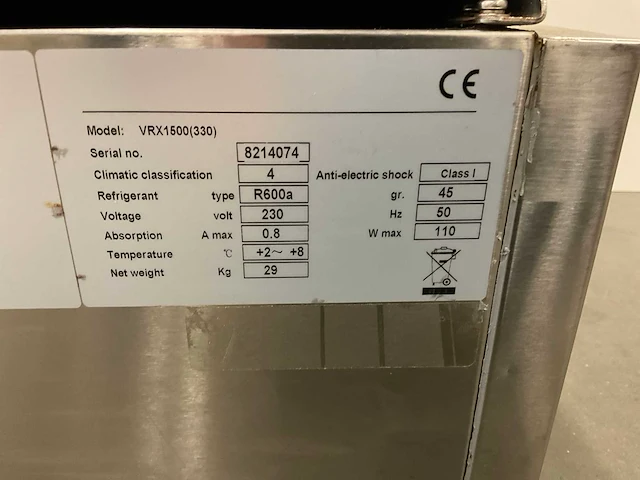 CE
Model: VRX1500(330)
Serial no. 8214074
Climatic classification 4 Anti-electric shock Class I
Refrigerant type R600a gr. 45
Voltage volt 230 Hz 50
Absorption A max 0.8 W max 110
Temperature °C +2～ +8
Net weight Kg 29